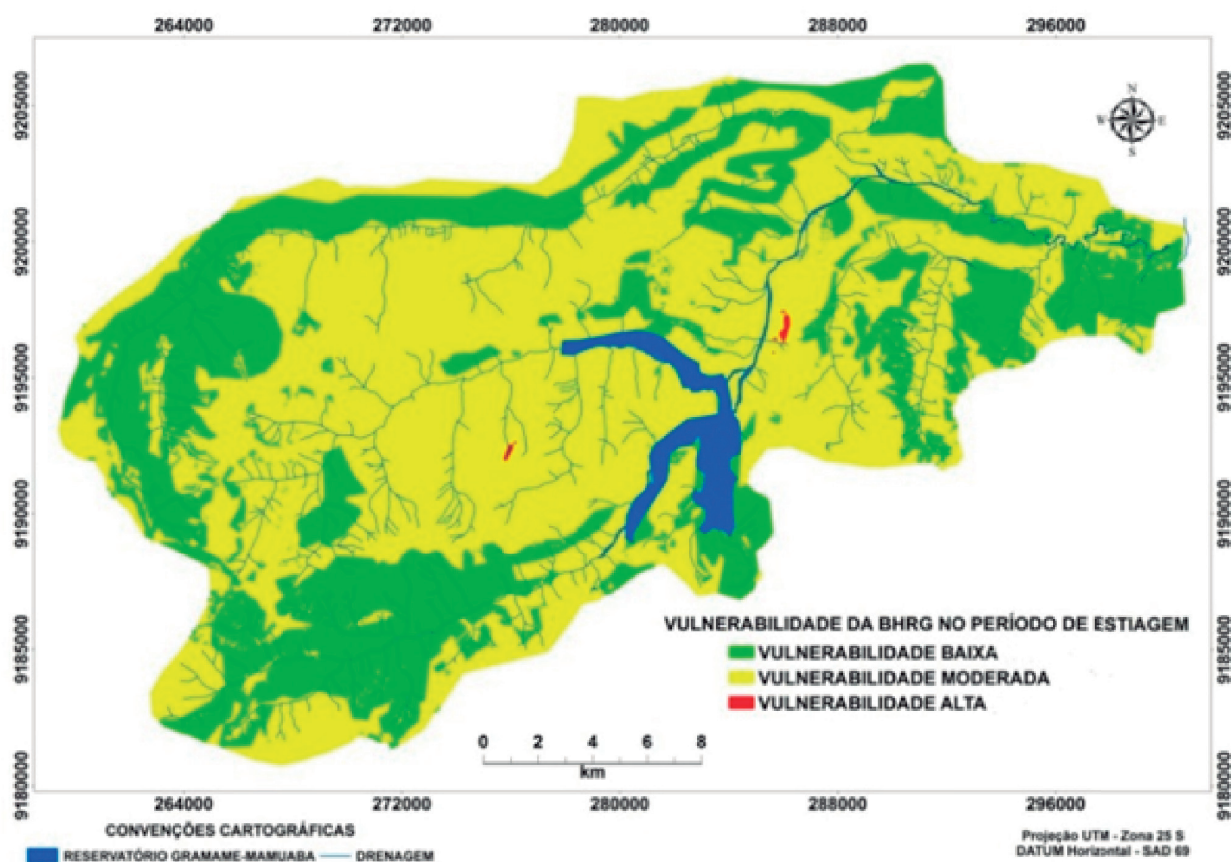 264000 272000 280000 288000 296000
9205000 9205000
N
W E
S
9200000 9200000
9195000 9195000
9190000 9190000
VULNERABILIDADE DA BHRG NO PERÍODO DE ESTIAGEM
9185000 9185000
VULNERABILIDADE BAIXA
VULNERABILIDADE MODERADA
VULNERABILIDADE ALTA
0 2 4 6 8
km
9180000 9180000
264000 272000 280000 288000 296000
CONVENÇÕES CARTOGRÁFICAS
RESERVATÓRIO GRAMAME-MAMUABA DRENAGEM
Projeção UTM - Zona 25 S
DATUM Horizontal - SAD 69